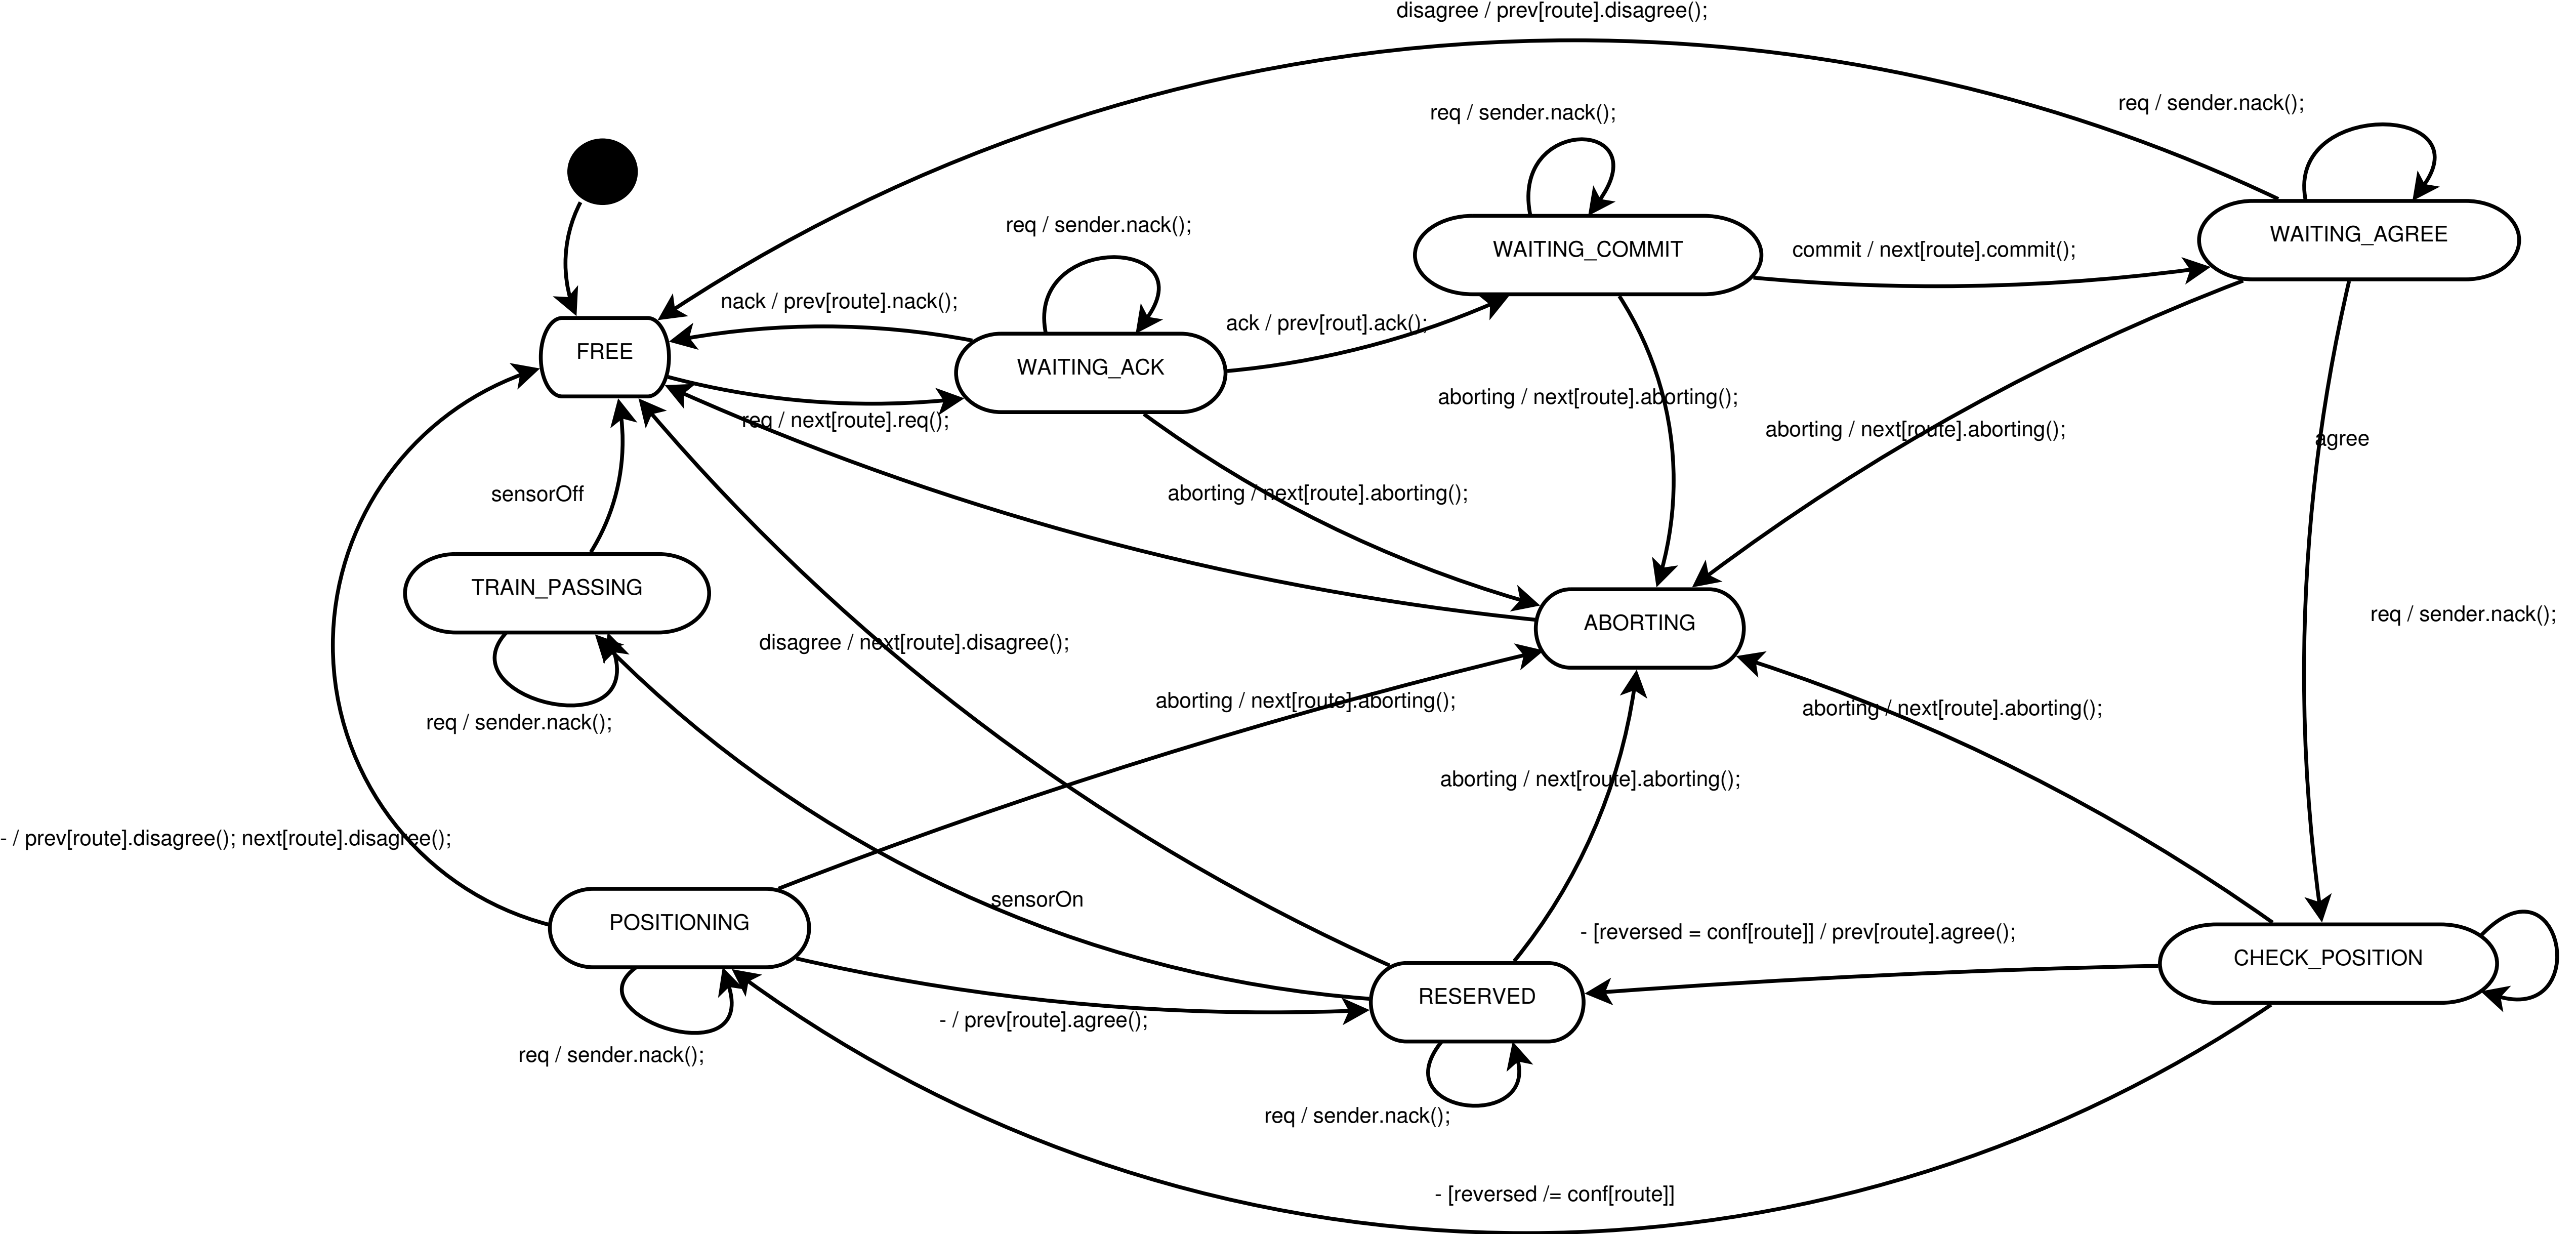 disagree / prev[route].disagree();
req / sender.nack();
req / sender.nack();
req / sender.nack();
WAITING_AGREE
WAITING_COMMIT
commit / next[route].commit();
nack / prev[route].nack();
ack / prev[rout].ack();
FREE
WAITING_ACK
aborting / next[route].aborting();
req / next[route].req();
aborting / next[route].aborting();
agree
sensorOff
aborting / next[route].aborting();
TRAIN_PASSING
req / sender.nack();
ABORTING
disagree / next[route].disagree();
aborting / next[route].aborting();
aborting / next[route].aborting();
req / sender.nack();
aborting / next[route].aborting();
- / prev[route].disagree(); next[route].disagree();
sensorOn
POSITIONING
- [reversed = conf[route]] / prev[route].agree();
CHECK_POSITION
RESERVED
- / prev[route].agree();
req / sender.nack();
req / sender.nack();
- [reversed /= conf[route]]